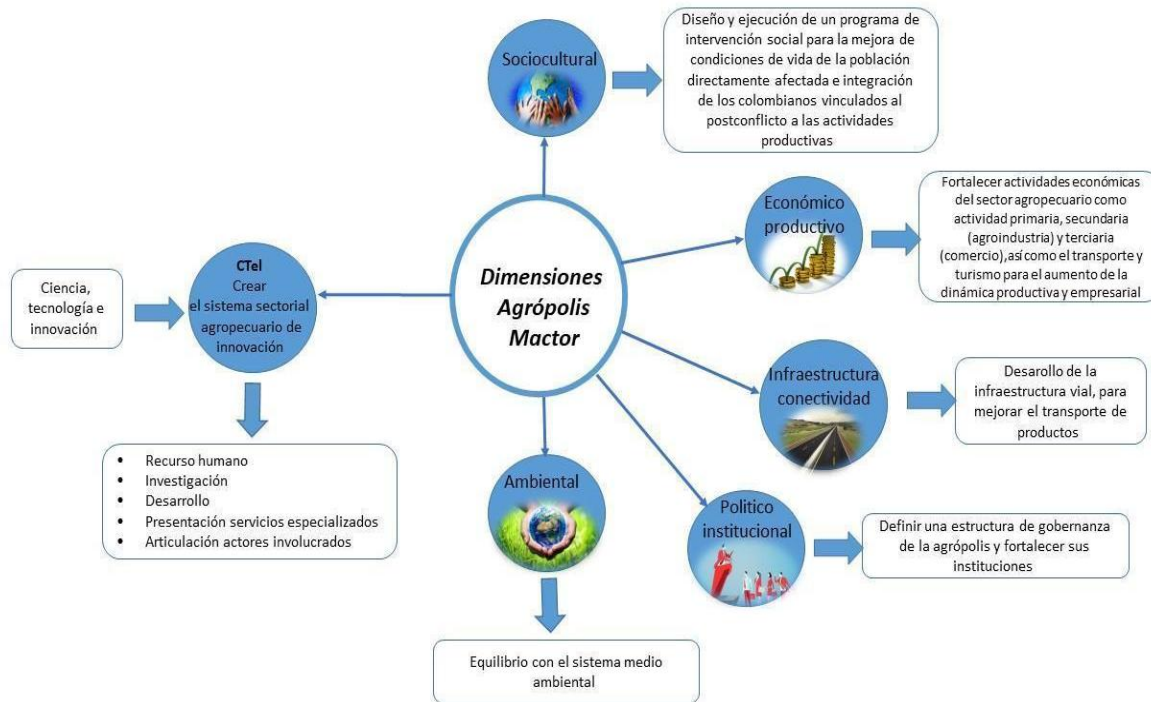 Sociocultural
Diseño y ejecución de un programa de
intervención social para la mejora de
condiciones de vida de la población
directamente afectada e integración
de los colombianos vinculados al
postconflicto a las actividades
productivas
Económico
productivo
Fortalecer actividades económicas
del sector agropecuario como
actividad primaria, secundaria
(agroindustria) y terciaria
(comercio),así como el transporte y
turismo para el aumento de la
dinámica productiva y empresarial
Dimensiones
Agrópolis
Mactor
Ciencia,
tecnología e
innovación
CTel
Crear
el sistema sectorial
agropecuario de
innovación
• Recurso humano
• Investigación
• Desarrollo
• Presentación servicios especializados
• Articulación actores involucrados
Infraestructura
conectividad
Desarollo de la
infraestructura vial, para
mejorar el transporte de
productos
Ambiental
Equilibrio con el sistema medio
ambiental
Politico
institucional
Definir una estructura de gobernanza
de la agrópolis y fortalecer sus
instituciones